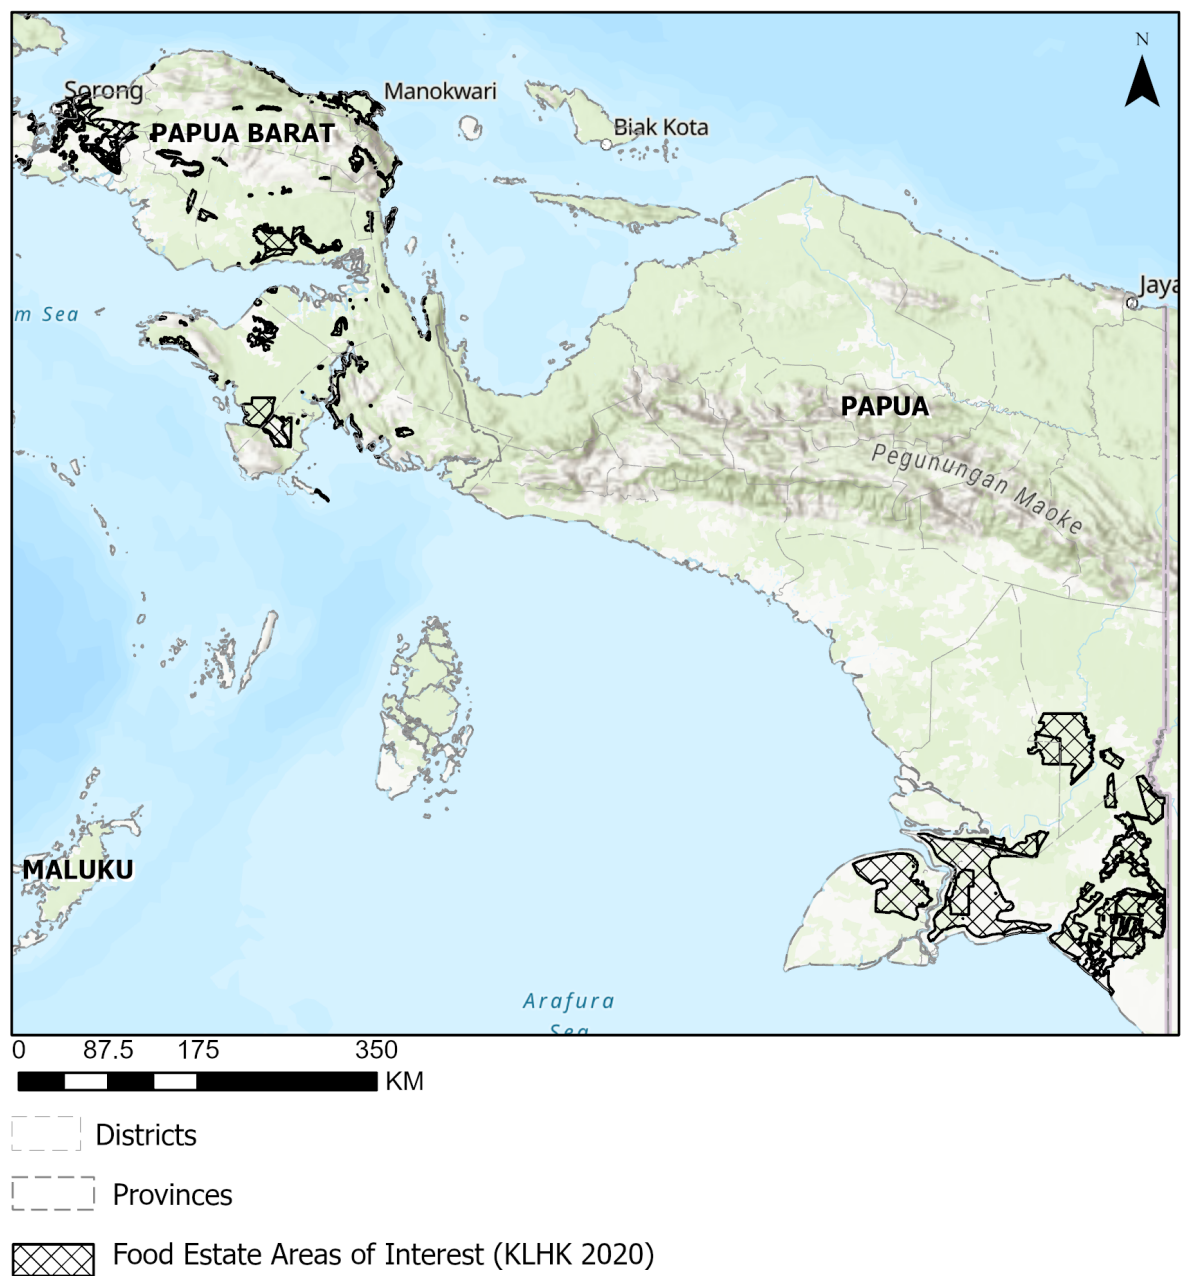 N
Sorong
Manokwari
PAPUA BARAT
Biak Kota
Jaya
m Sea
PAPUA
Pegunungan Maoke
MALUKU
Arafura
Sea
0 87.5 175 350
KM
Districts
Provinces
Food Estate Areas of Interest (KLHK 2020)